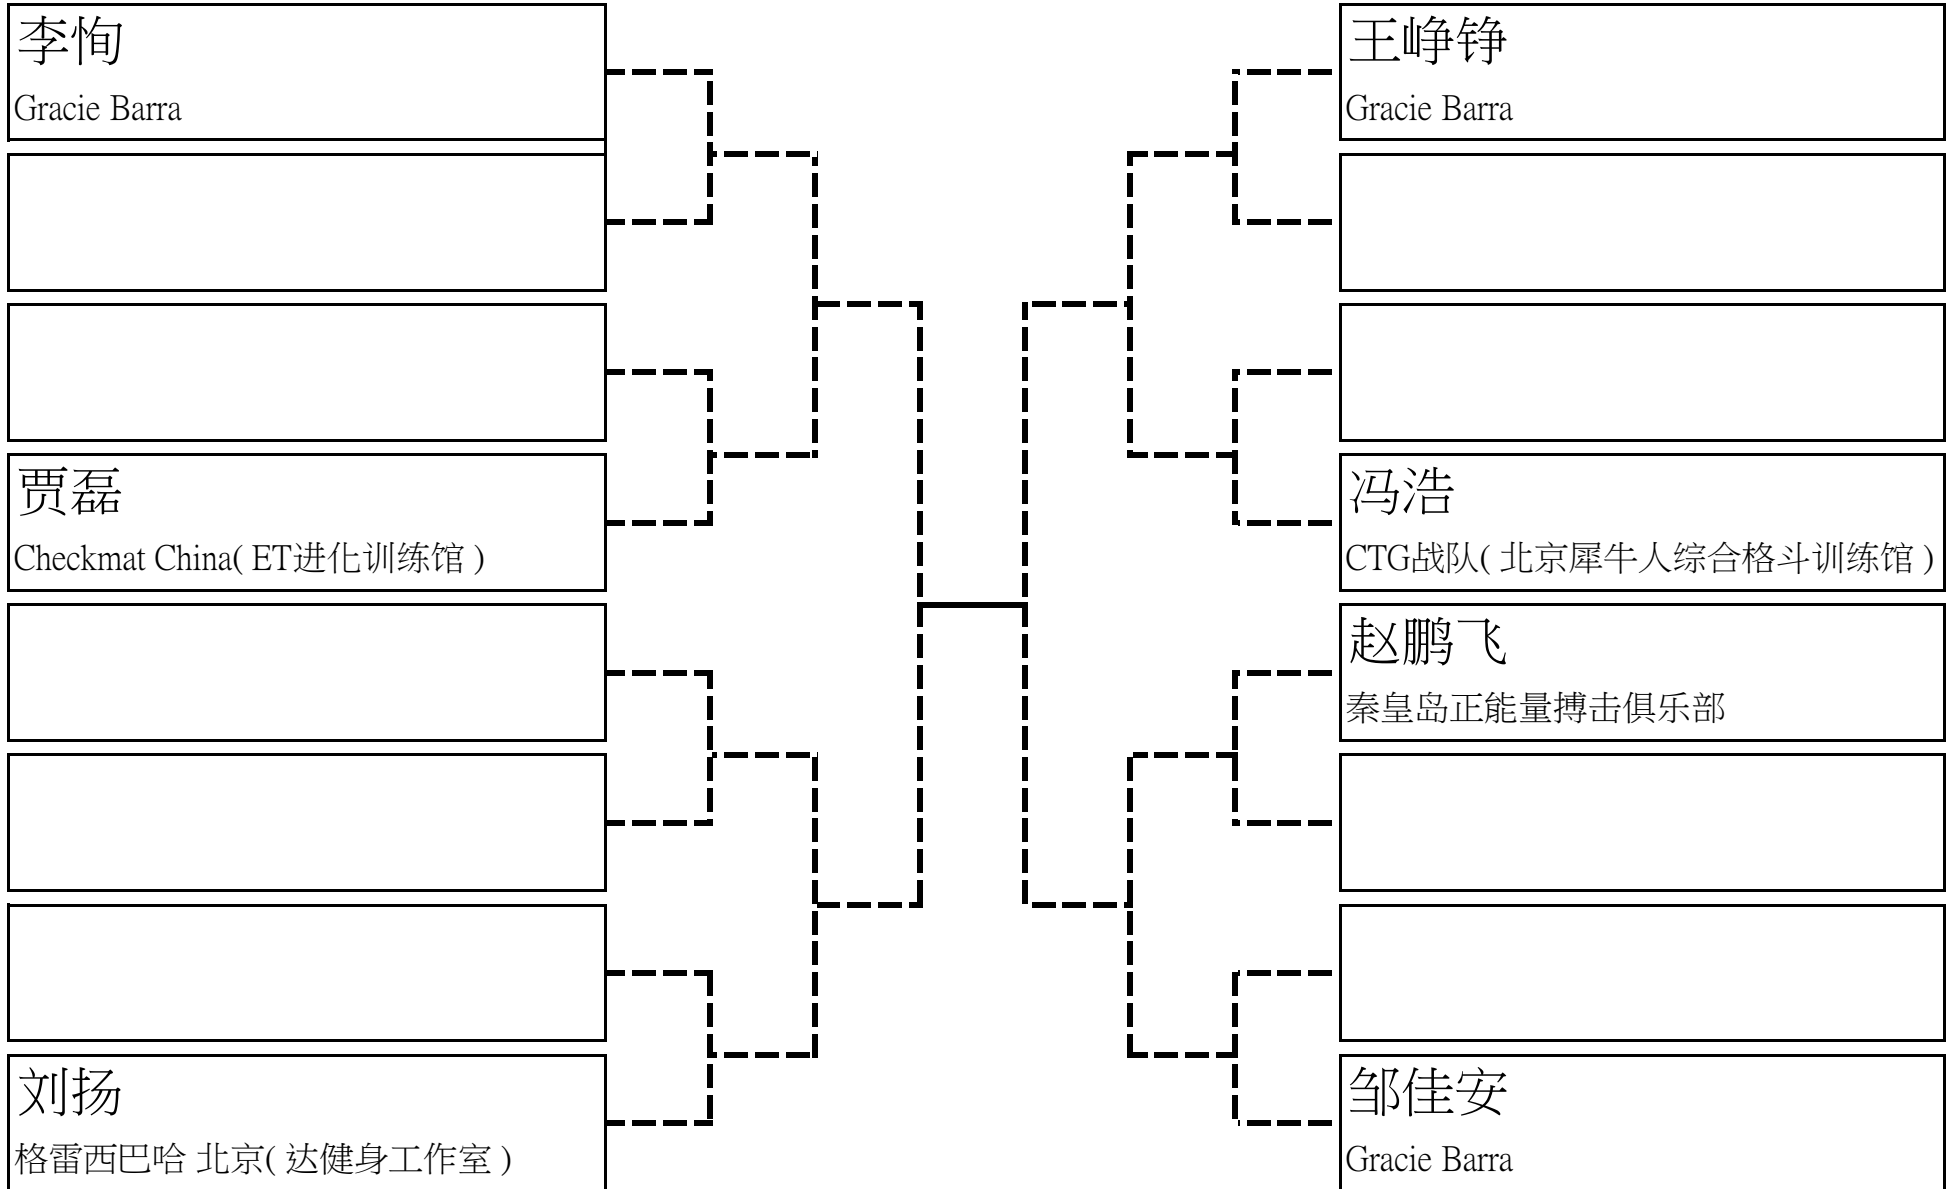 李恂
Gracie Barra
贾磊
Checkmat China( ET进化训练馆 )
刘扬
格雷西巴哈 北京( 达健身工作室 )
王峥铮
Gracie Barra
冯浩
CTG战队( 北京犀牛人综合格斗训练馆 )
赵鹏飞
秦皇岛正能量搏击俱乐部
邹佳安
Gracie Barra